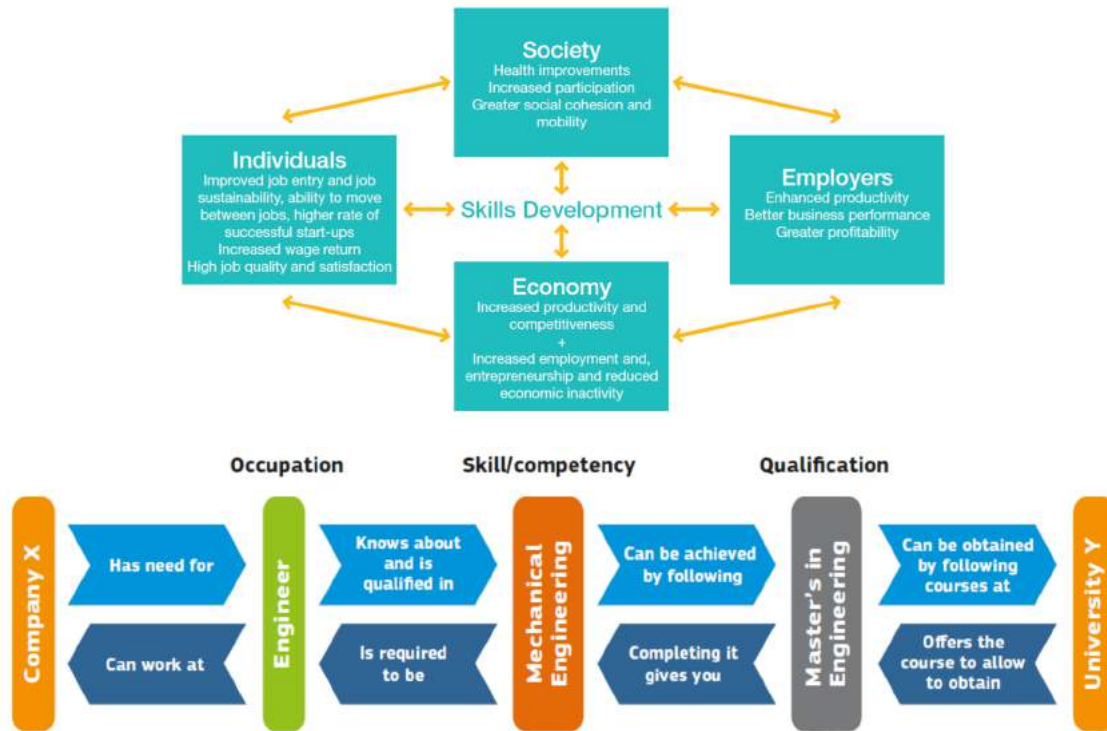 Society
Health improvements
Increased participation
Greater social cohesion and
mobility
Individuals
Improved job entry and job
sustainability, ability to move
between jobs, higher rate of
successful start-ups
Increased wage return
High job quality and satisfaction
Skills Development
Employers
Enhanced productivity
Better business performance
Greater profitability
Economy
Increased productivity and
competitiveness
+
Increased employment and,
entrepreneurship and reduced
economic inactivity
Occupation
Skill/competency
Qualification
Company X
Has need for
Can work at
Engineer
Knows about
and is
qualified in
Is required
to be
Mechanical
Engineering
Can be achieved
by following
Completing it
gives you
Master's in
Engineering
Can be obtained
by following
courses at
Offers the
course to allow
to obtain
University Y